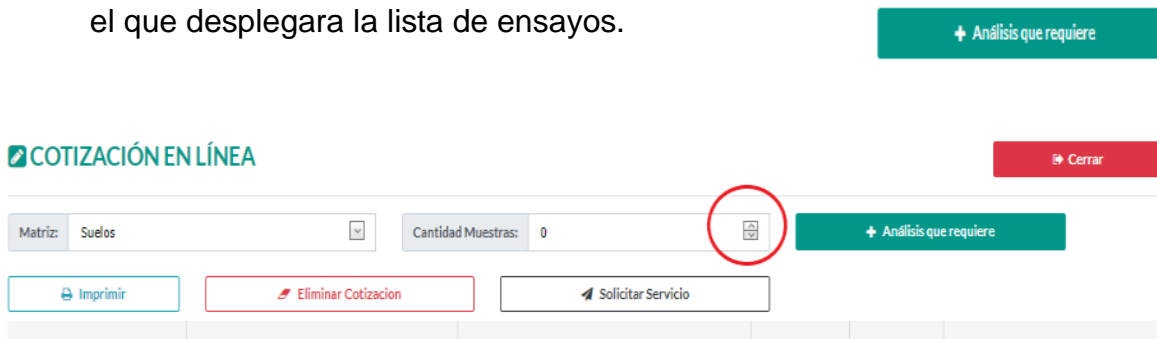 el que desplegara la lista de ensayos.
+ Análisis que requiere
COTIZACIÓN EN LÍNEA
Cerrar
Matriz: Suelos
Cantidad Muestras: 0
+ Análisis que requiere
Imprimir
Eliminar Cotizacion
Solicitar Servicio